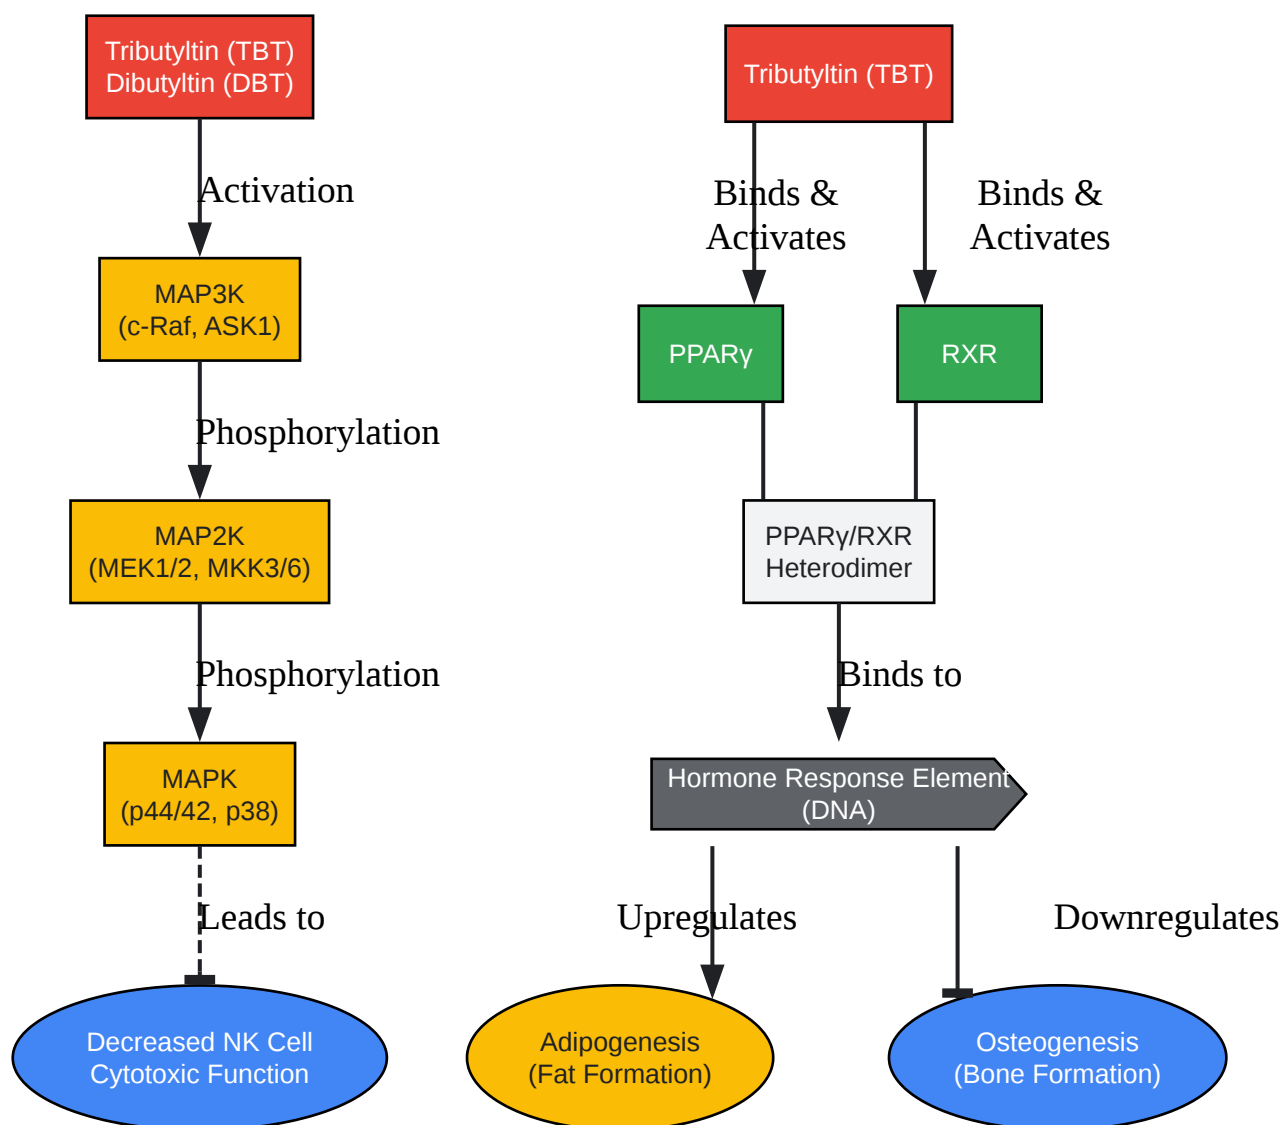 Tributyltin (TBT)
Dibutyltin (DBT)
Activation
MAP3K
(c-Raf, ASK1)
Phosphorylation
MAP2K
(MEK1/2, MKK3/6)
Phosphorylation
MAPK
(p44/42, p38)
Leads to
Decreased NK Cell
Cytotoxic Function
Tributyltin (TBT)
Binds &
Activates
Binds &
Activates
PPARγ
RXR
PPARγ/RXR
Heterodimer
Binds to
Hormone Response Element
(DNA)
Upregulates
Downregulates
Adipogenesis
(Fat Formation)
Osteogenesis
(Bone Formation)